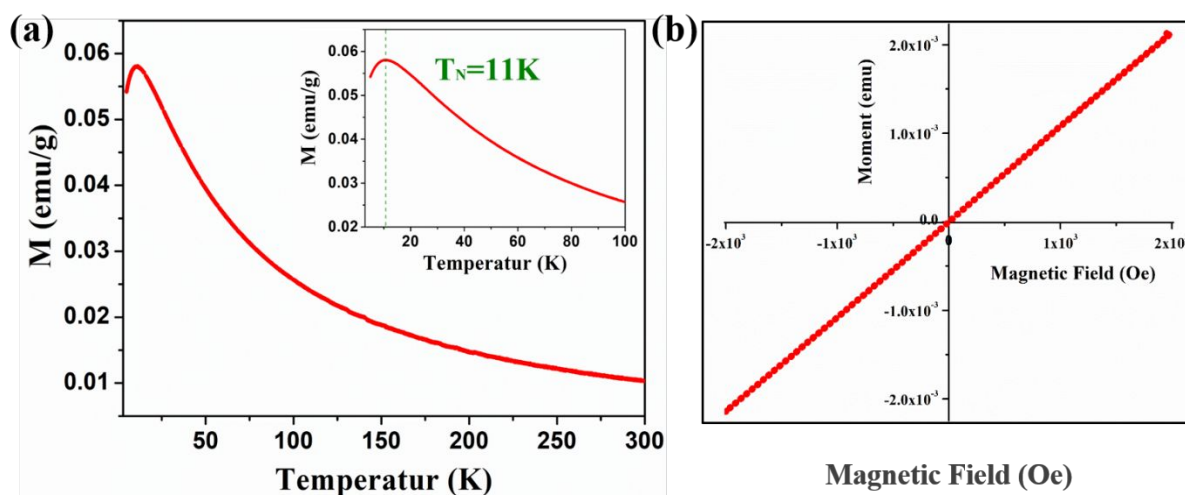 (a)
M (emu/g)
0.06
0.05
0.04
0.03
0.02
0.01
50
100
150
200
250
300
Temperatur (K)
M (emu/g)
0.06
0.05
0.04
0.03
0.02
20
40
60
80
100
Temperatur (K)
T_N=11K
(b)
Moment (emu)
2.0x10⁻³
1.0x10⁻³
0.0
-1.0x10⁻³
-2.0x10⁻³
-2x10³
-1x10³
0
1x10³
2x10³
Magnetic Field (Oe)
Magnetic Field (Oe)